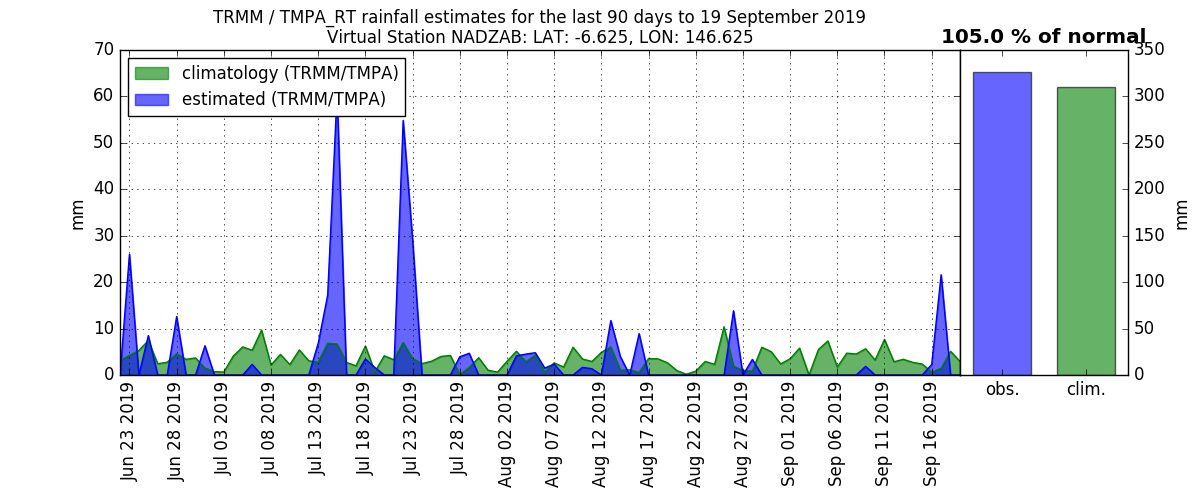 TRMM / TMPA_RT rainfall estimates for the last 90 days to 19 September 2019
Virtual Station NADZAB: LAT: -6.625, LON: 146.625
105.0 % of normal
climatology (TRMM/TMPA)
estimated (TRMM/TMPA)
70
60
50
40
30
20
10
0
mm
350
300
250
200
150
100
50
0
mm
Jun 23 2019
Jun 28 2019
Jul 03 2019
Jul 08 2019
Jul 13 2019
Jul 18 2019
Jul 23 2019
Jul 28 2019
Aug 02 2019
Aug 07 2019
Aug 12 2019
Aug 17 2019
Aug 22 2019
Aug 27 2019
Sep 01 2019
Sep 06 2019
Sep 11 2019
Sep 16 2019
obs.
clim.